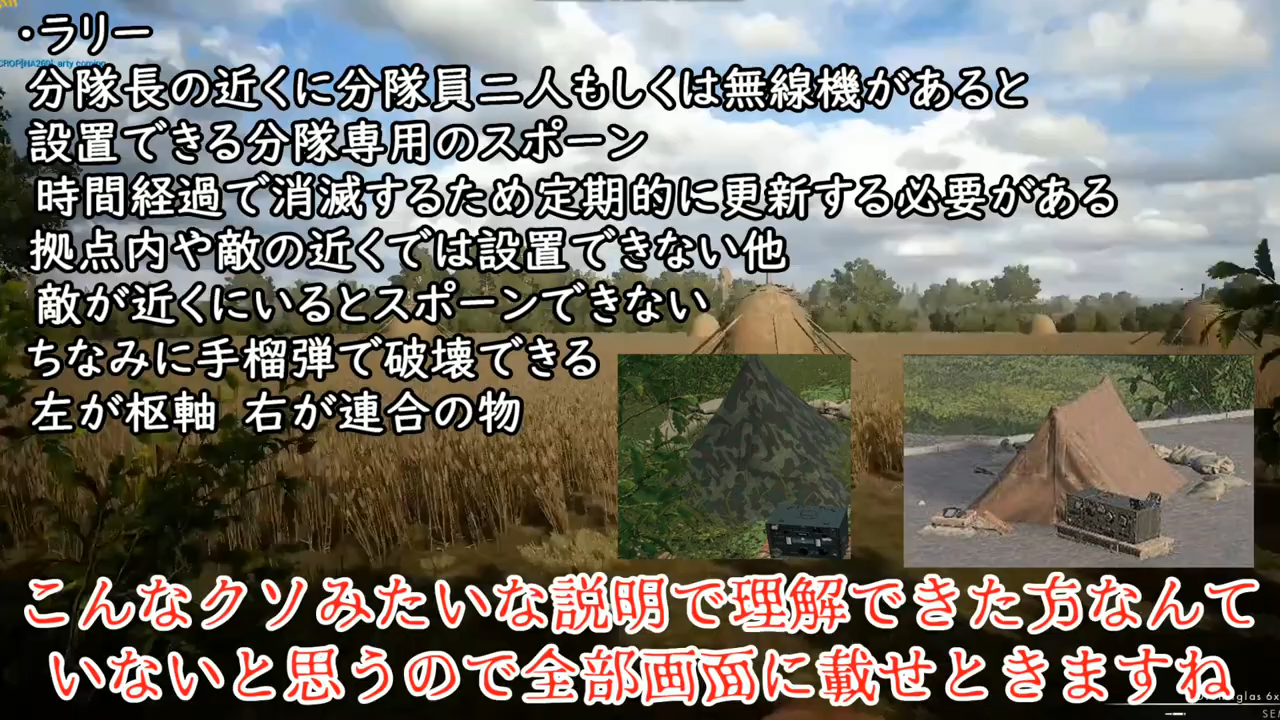 ・ラリー
分隊長の近くに分隊員二人もしくは無線機があると
設置できる分隊専用のスポーン
時間経過で消滅するため定期的に更新する必要がある
拠点内や敵の近くでは設置できない他
敵が近くにいるとスポーンできない
ちなみに手榴弾で破壊できる
左が枢軸 右が連合の物
こんなクソみたいな説明で理解できた方なんて
いないと思うので全部画面に載せときますね